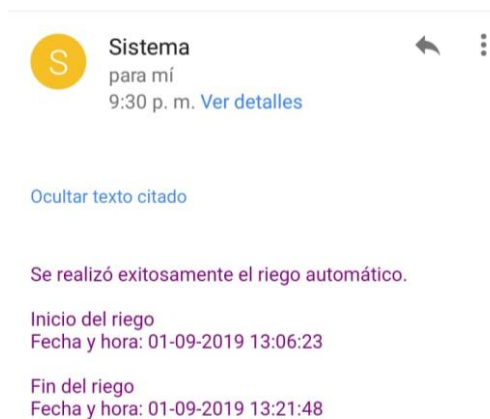 S
Sistema
para mí
9:30 p. m. Ver detalles
Ocultar texto citado
Se realizó exitosamente el riego automático.
Inicio del riego
Fecha y hora: 01-09-2019 13:06:23
Fin del riego
Fecha y hora: 01-09-2019 13:21:48